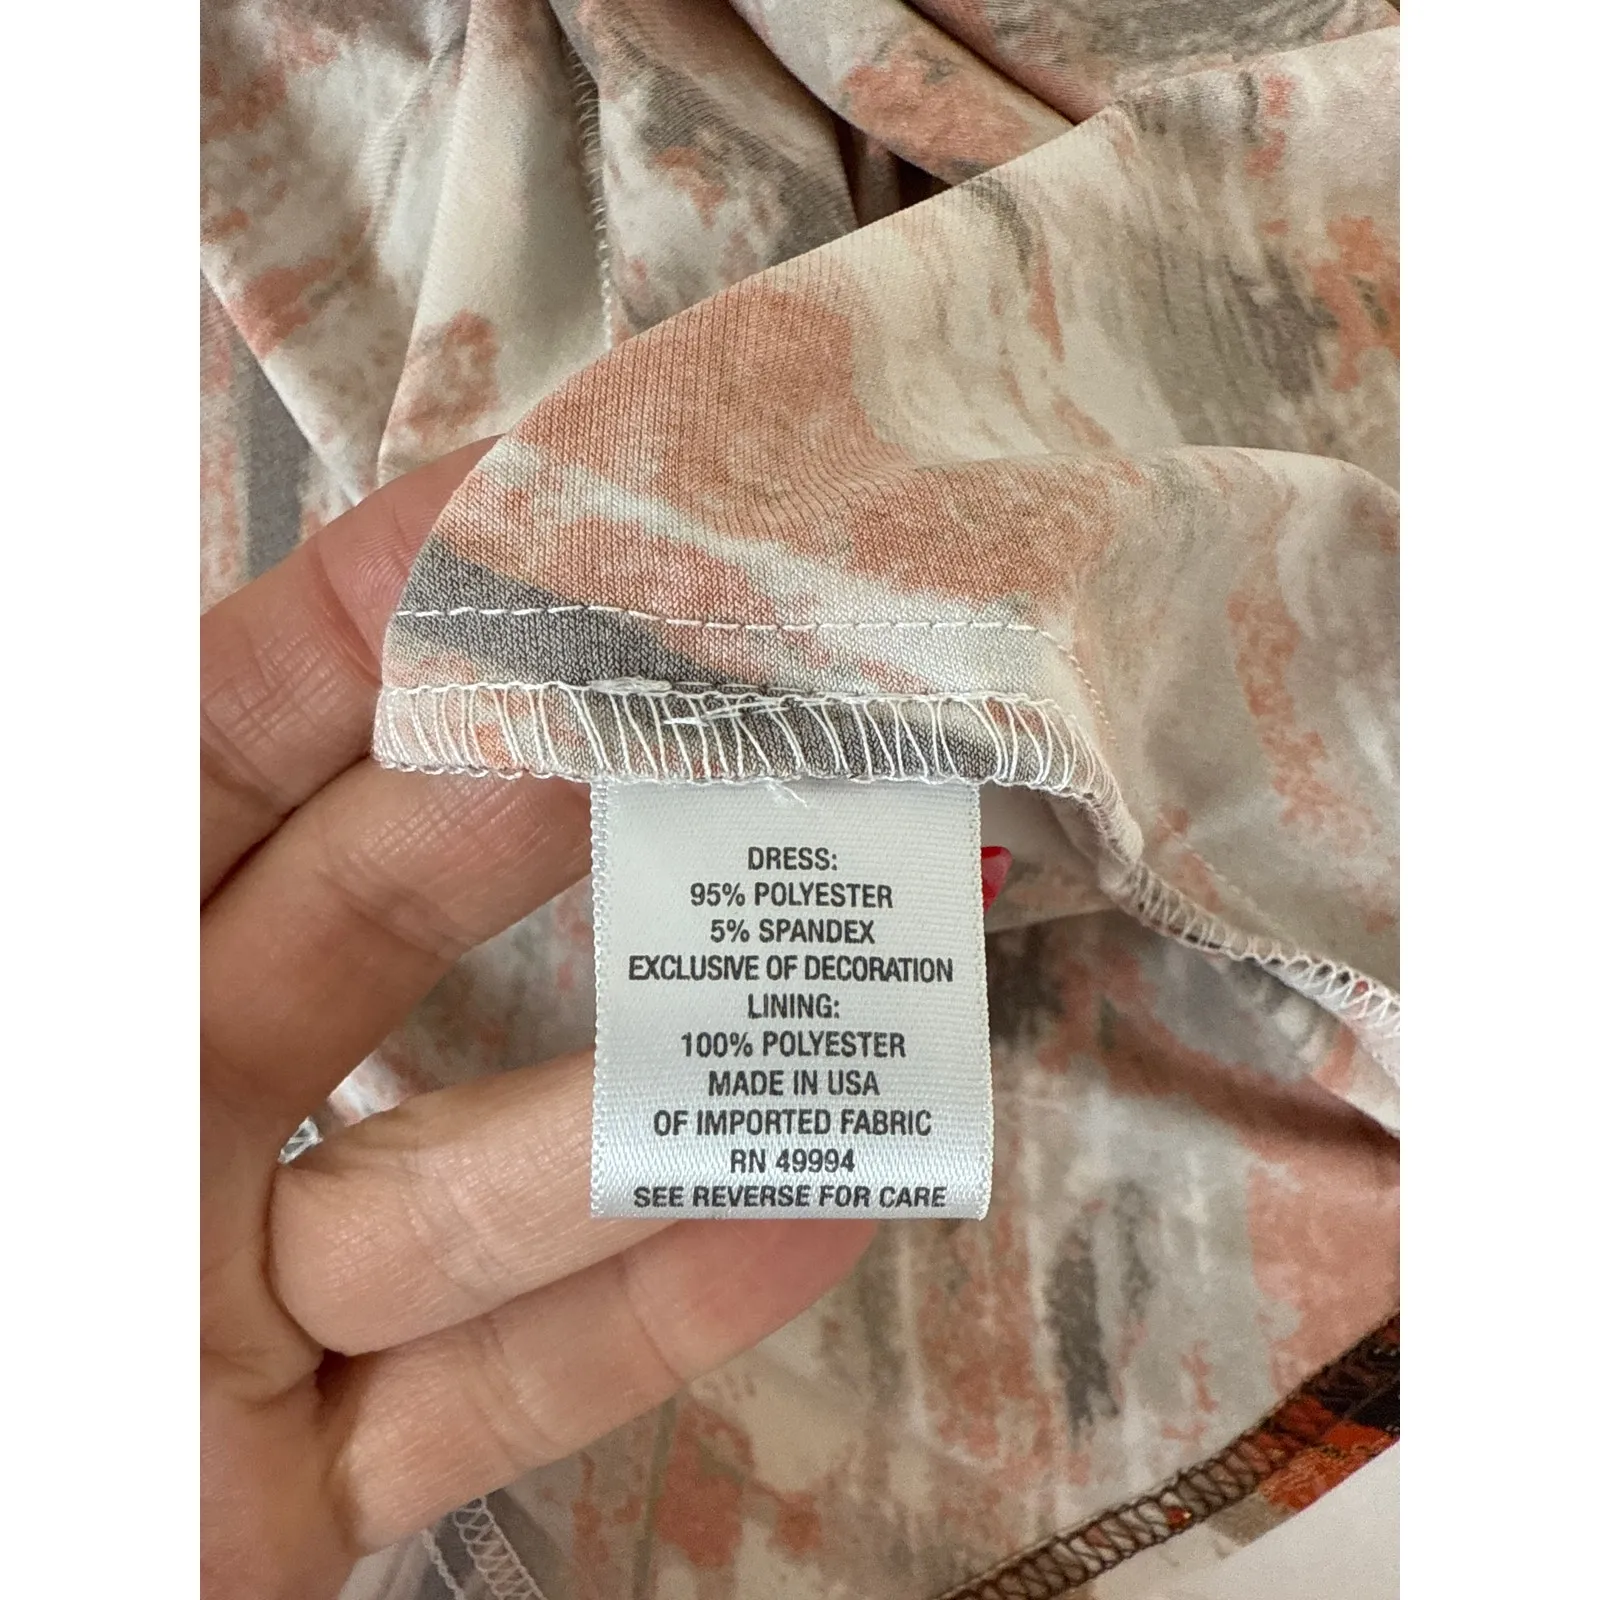 DRESS:
95% POLYESTER
5% SPANDEX
EXCLUSIVE OF DECORATION
LINING:
100% POLYESTER
MADE IN USA
OF IMPORTED FABRIC
RN 49994
SEE REVERSE FOR CARE